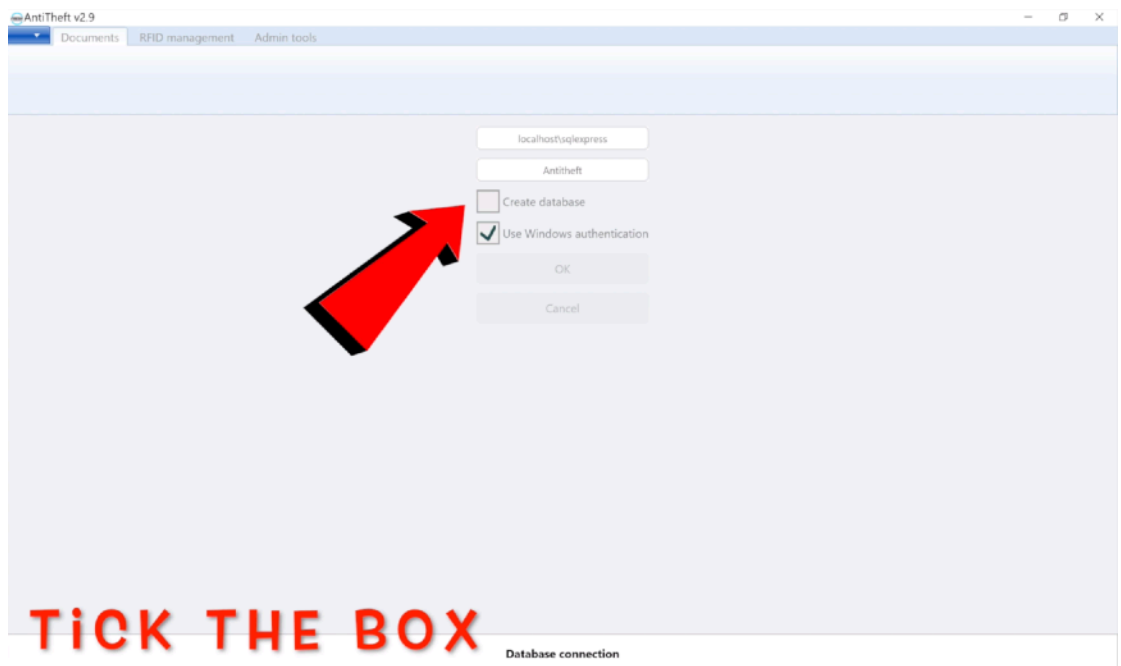 AntiTheft v2.9
Documents RFID management Admin tools
localhost\sqlexpress
Antitheft
Create database
Use Windows authentication
OK
Cancel
TiCK THE BOX
Database connection